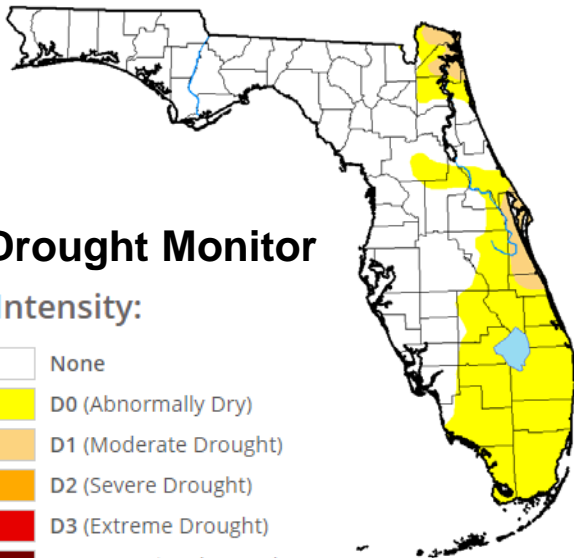 Drought Monitor
Intensity:
None
D0 (Abnormally Dry)
D1 (Moderate Drought)
D2 (Severe Drought)
D3 (Extreme Drought)